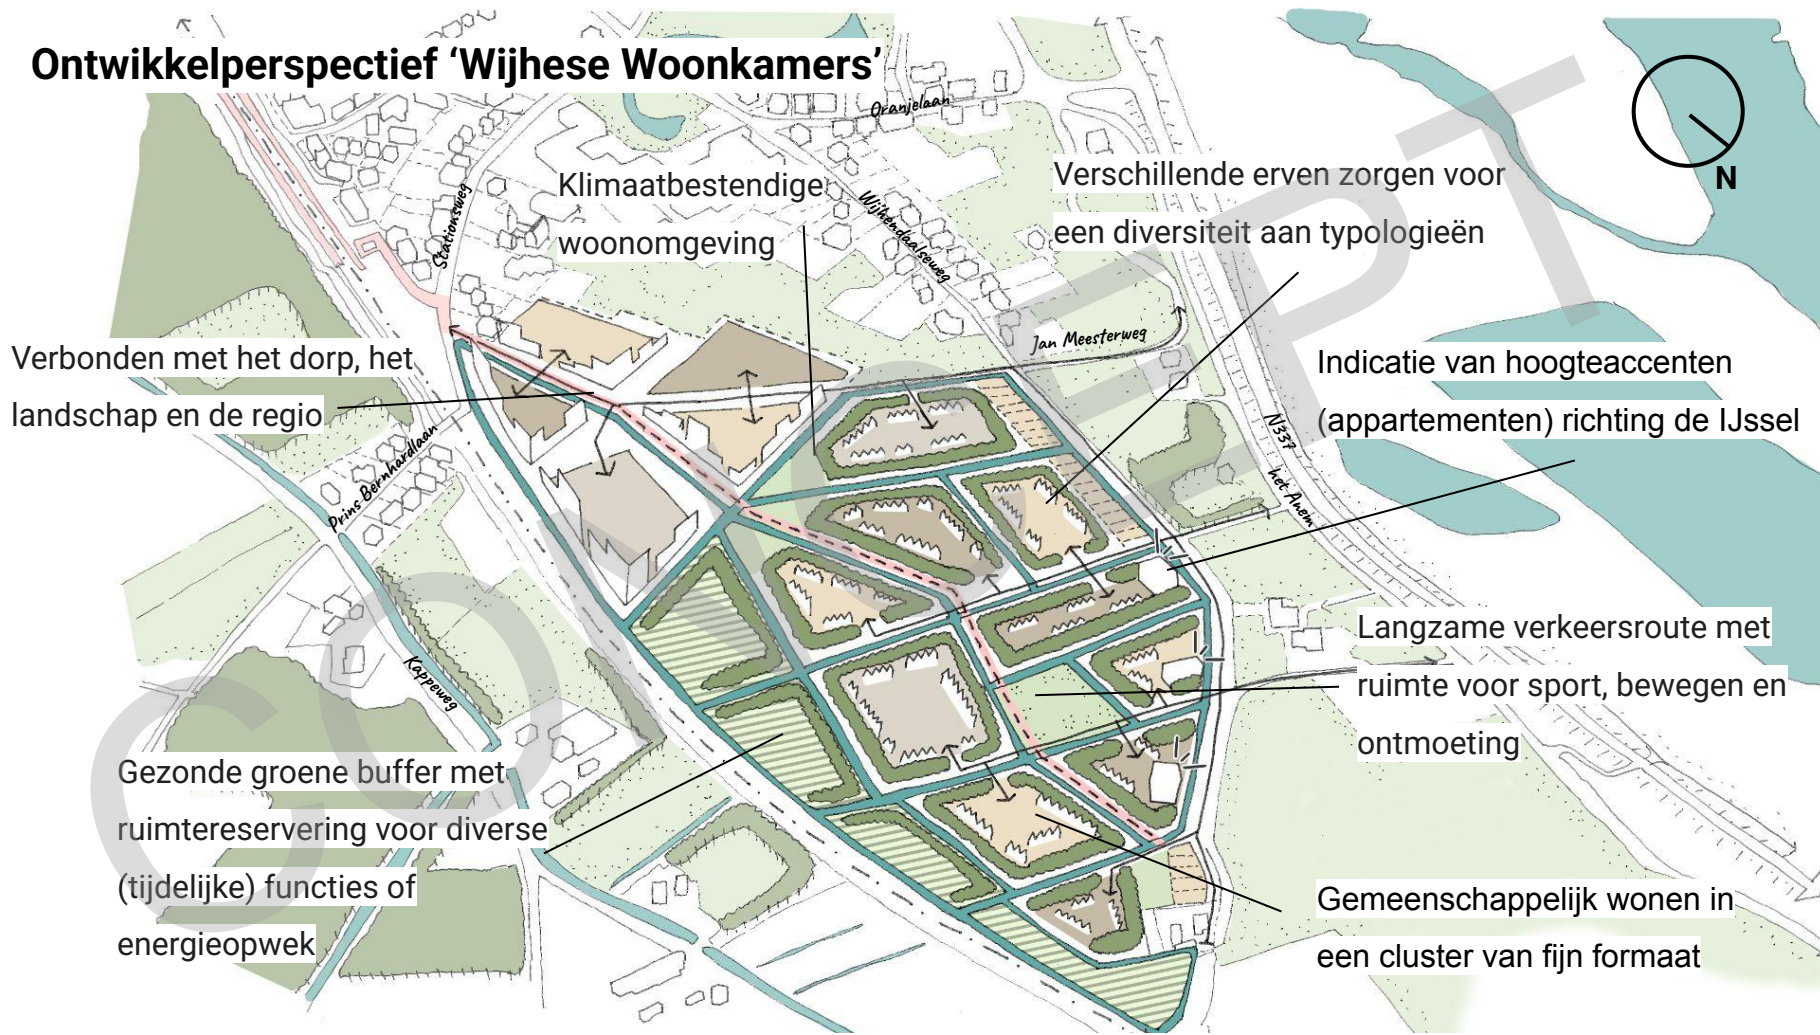 Ontwikkelperspectief ‘Wijhese Woonkamers’
Oranjelaan
N
Klimaatbestendige
woonomgeving
Verschillende erven zorgen voor
een diversiteit aan typologieën
Stationsweg
Wijhendaalseweg
Jan Meesterweg
Verbonden met het dorp, het
landschap en de regio
Indicatie van hoogteaccenten
(appartementen) richting de IJssel
Prins Bernhardlaan
N337
het Anem
Kappeweg
Langzame verkeersroute met
ruimte voor sport, bewegen en
ontmoeting
Gezonde groene buffer met
ruimtereservering voor diverse
(tijdelijke) functies of
energieopwek
Gemeenschappelijk wonen in
een cluster van fijn formaat
CONCEPT